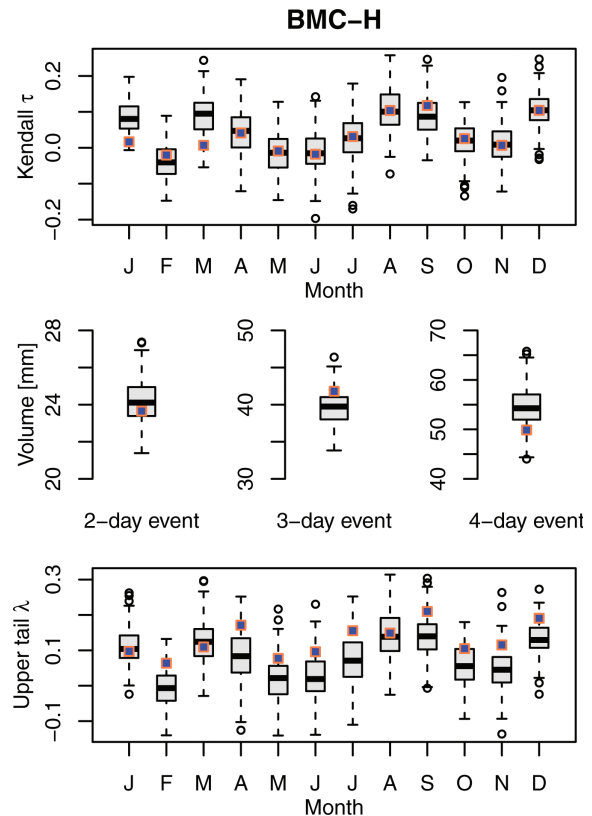 BMC−H
Kendall τ
0.2
0.0
−0.2
J F M A M J J A S O N D
Month
Volume [mm]
28
24
20
50
40
30
70
60
50
40
2−day event
3−day event
4−day event
Upper tail λ
0.3
0.1
−0.1
J F M A M J J A S O N D
Month